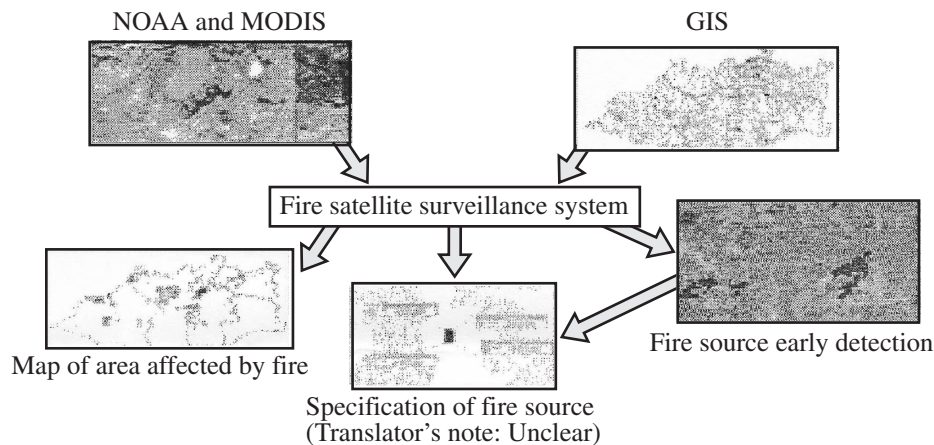 NOAA and MODIS
GIS
Fire satellite surveillance system
Map of area affected by fire
Fire source early detection
Specification of fire source
(Translator's note: Unclear)